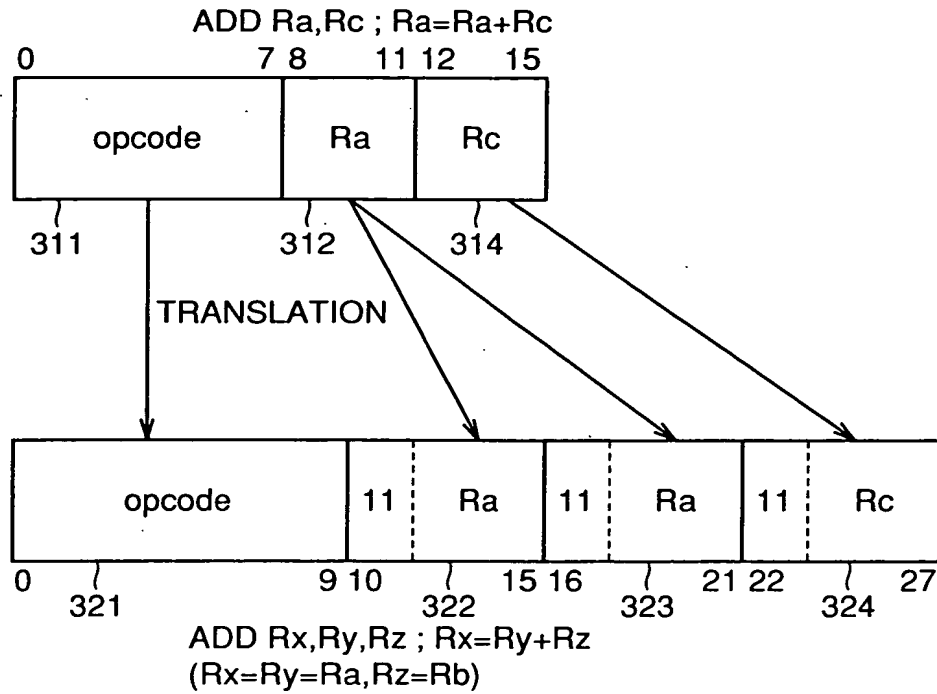 ADD Ra,Rc ; Ra=Ra+Rc
0 7 8 11 12 15
opcode Ra Rc
311 312 314
TRANSLATION
opcode 11 Ra 11 Ra 11 Rc
0 9 10 15 16 21 22 27
321 322 323 324
ADD Rx,Ry,Rz ; Rx=Ry+Rz
(Rx=Ry=Ra,Rz=Rb)